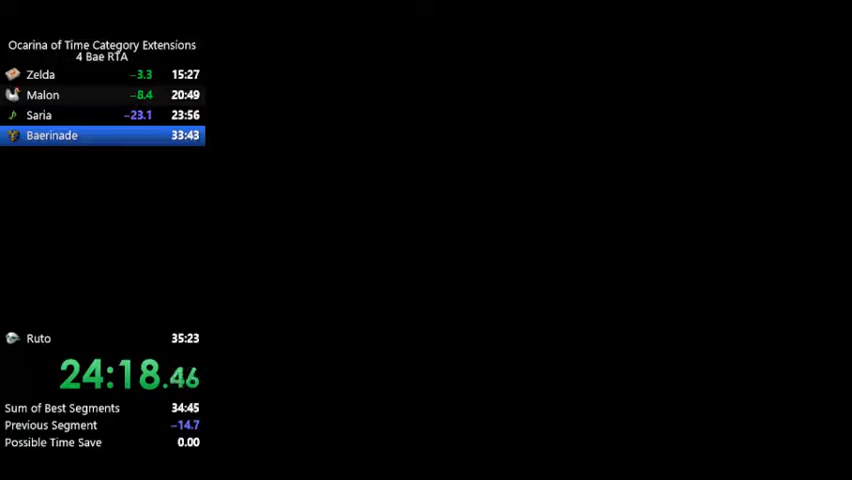 Ocarina of Time Category Extensions
4 Bae RTA
Zelda −3.3 15:27
Malon −8.4 20:49
Saria −23.1 23:56
Baerinade 33:43
Ruto 35:23
24:18.46
Sum of Best Segments 34:45
Previous Segment −14.7
Possible Time Save 0.00